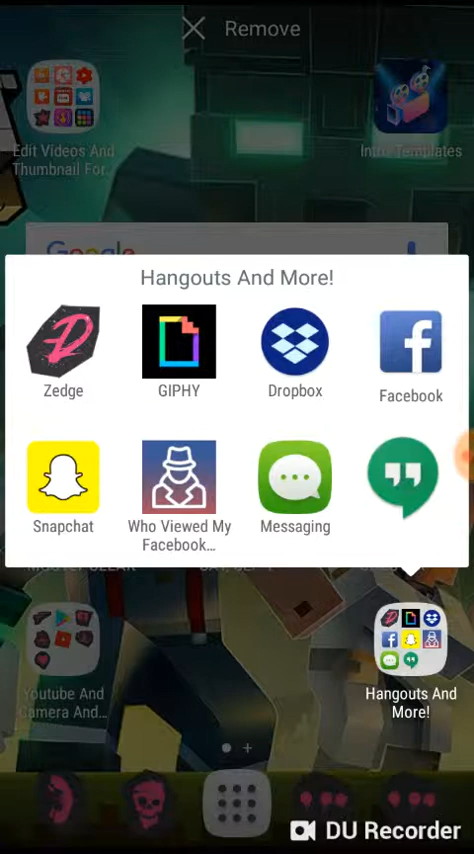 Remove
Edit Videos And
Thumbnail For...
Intro Templates
Google
Hangouts And More!
Zedge
GIPHY
Dropbox
Facebook
Snapchat
Who Viewed My
Facebook...
Messaging
Youtube And
Camera And...
Hangouts And
More!
DU Recorder